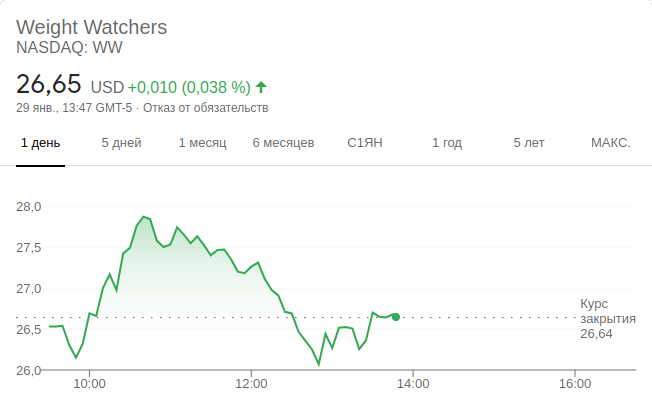 Weight Watchers
NASDAQ: WW
26,65 USD +0,010 (0,038 %)
29 янв., 13:47 GMT-5 · Отказ от обязательств
1 день 5 дней 1 месяц 6 месяцев С1ЯН 1 год 5 лет МАКС.
28,0
27,5
27,0
26,5
26,0
Курс
закрытия
26,64
10:00 12:00 14:00 16:00